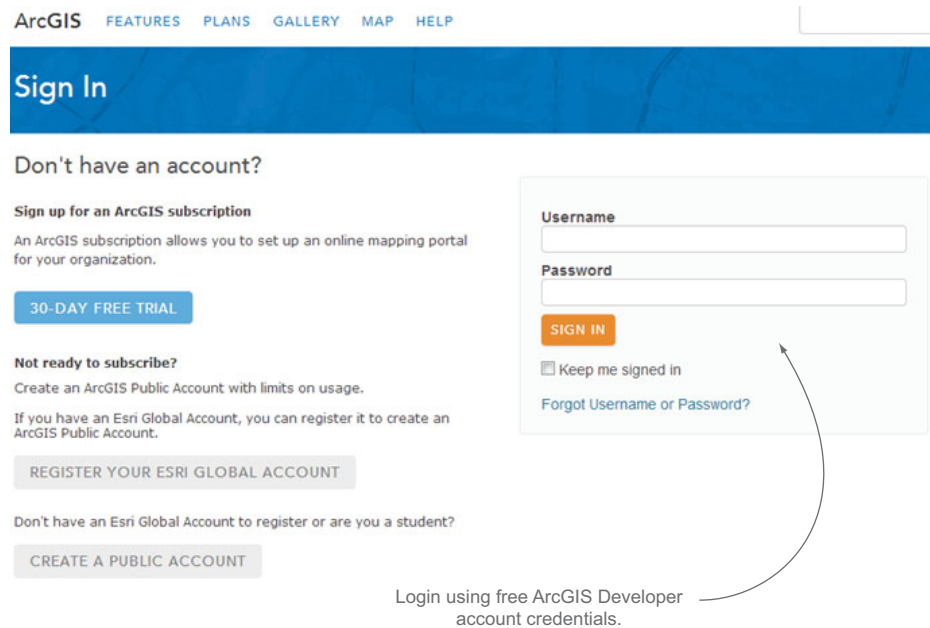 ArcGIS FEATURES PLANS GALLERY MAP HELP
Sign In
Don't have an account?
Sign up for an ArcGIS subscription
An ArcGIS subscription allows you to set up an online mapping portal
for your organization.
30-DAY FREE TRIAL
Not ready to subscribe?
Create an ArcGIS Public Account with limits on usage.
If you have an Esri Global Account, you can register it to create an
ArcGIS Public Account.
REGISTER YOUR ESRI GLOBAL ACCOUNT
Don't have an Esri Global Account to register or are you a student?
CREATE A PUBLIC ACCOUNT
Username
Password
SIGN IN
Keep me signed in
Forgot Username or Password?
Login using free ArcGIS Developer
account credentials.